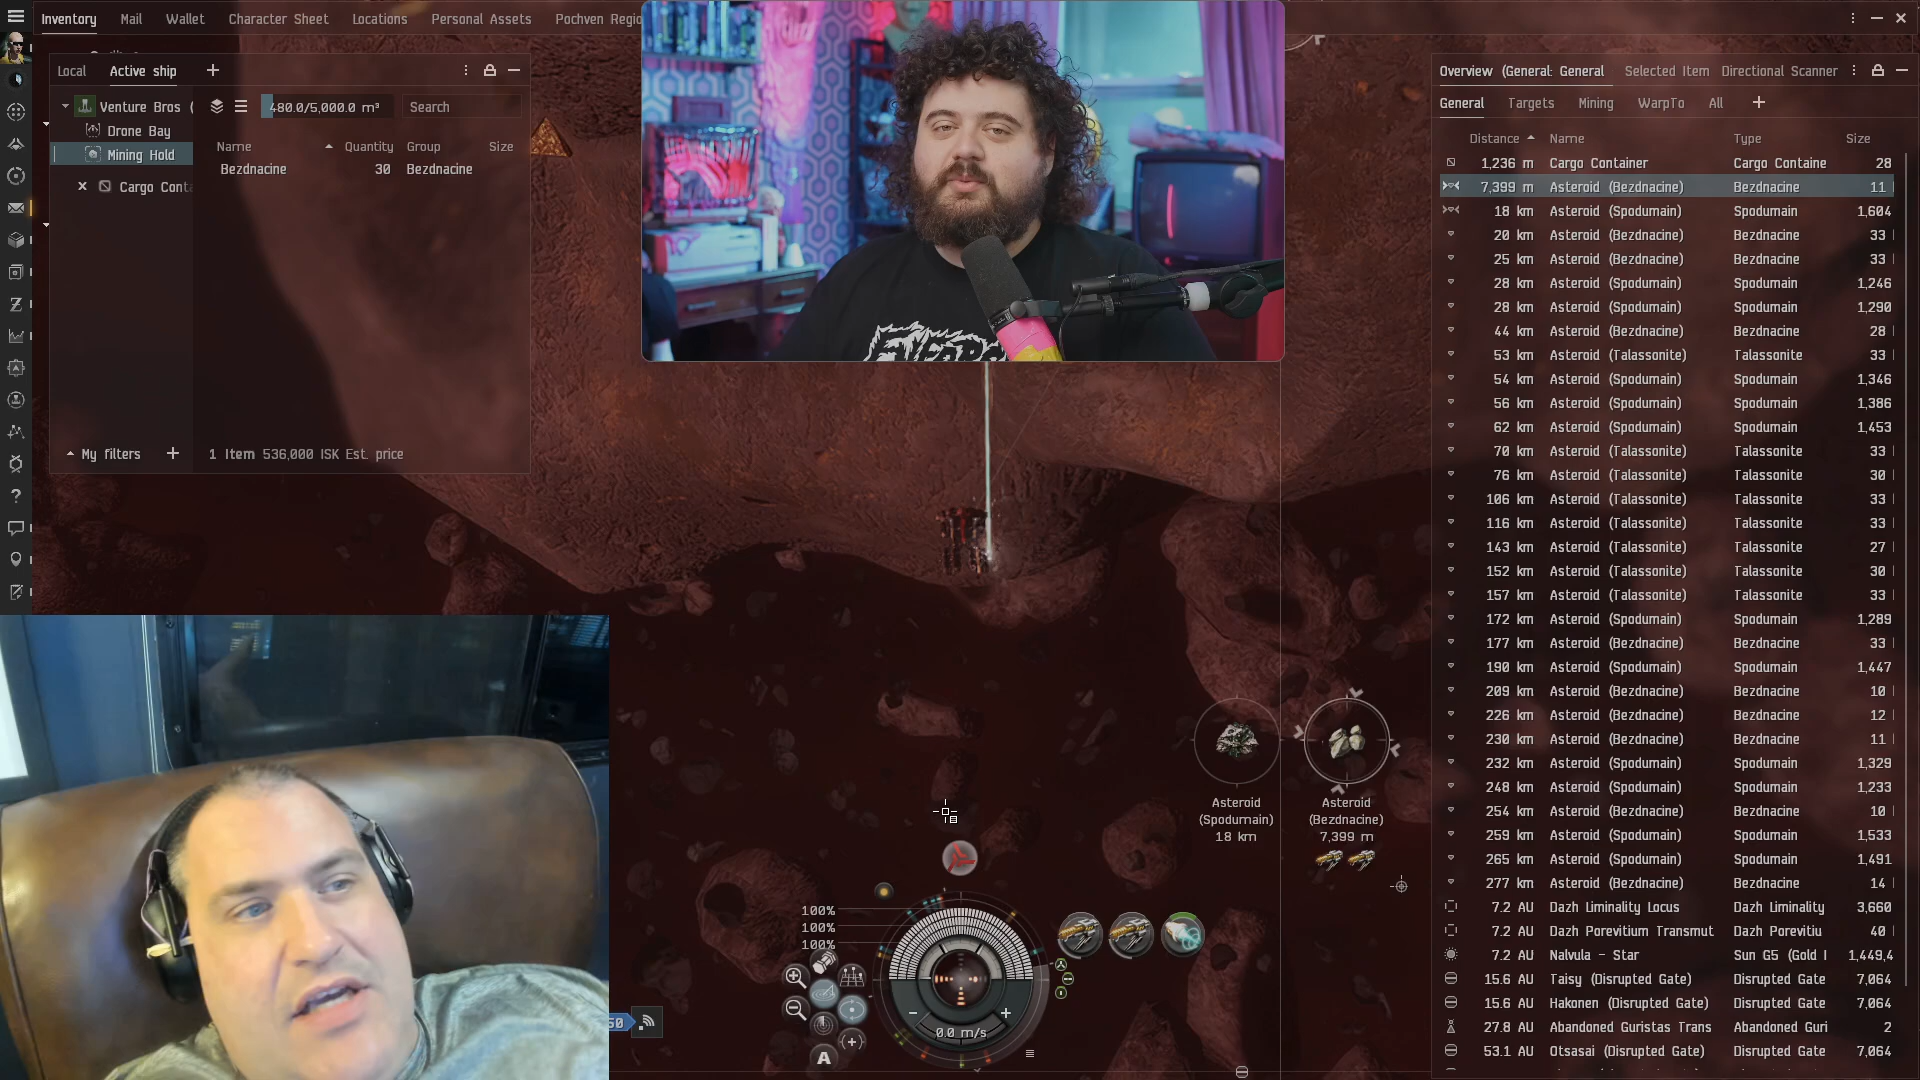 Inventory Mail Wallet Character Sheet Locations Personal Assets Pochven Regio
Local Active ship
Venture Bros (
480.0/5,000.0 m³
Search
Drone Bay
Mining Hold
Cargo Cont
Name Quantity Group Size
Bezdnacine 30 Bezdnacine
My filters
1 Item 536,000 ISK Est. price
Overview (General: General Selected Item Directional Scanner
General Targets Mining WarpTo All
Distance Name Type Size
1,236 m Cargo Container Cargo Containe 28
7,399 m Asteroid (Bezdnacine) Bezdnacine 11
18 km Asteroid (Spodumain) Spodumain 1,604
20 km Asteroid (Bezdnacine) Bezdnacine 33
25 km Asteroid (Bezdnacine) Bezdnacine 33
28 km Asteroid (Spodumain) Spodumain 1,246
28 km Asteroid (Spodumain) Spodumain 1,290
44 km Asteroid (Bezdnacine) Bezdnacine 28
53 km Asteroid (Talassonite) Talassonite 33
54 km Asteroid (Spodumain) Spodumain 1,346
56 km Asteroid (Spodumain) Spodumain 1,386
62 km Asteroid (Spodumain) Spodumain 1,453
70 km Asteroid (Talassonite) Talassonite 33
76 km Asteroid (Talassonite) Talassonite 30
106 km Asteroid (Talassonite) Talassonite 33
116 km Asteroid (Talassonite) Talassonite 33
143 km Asteroid (Talassonite) Talassonite 27
152 km Asteroid (Talassonite) Talassonite 30
157 km Asteroid (Talassonite) Talassonite 33
172 km Asteroid (Spodumain) Spodumain 1,289
177 km Asteroid (Bezdnacine) Bezdnacine 33
190 km Asteroid (Spodumain) Spodumain 1,447
209 km Asteroid (Bezdnacine) Bezdnacine 10
226 km Asteroid (Bezdnacine) Bezdnacine 12
230 km Asteroid (Bezdnacine) Bezdnacine 11
232 km Asteroid (Spodumain) Spodumain 1,329
248 km Asteroid (Spodumain) Spodumain 1,233
254 km Asteroid (Bezdnacine) Bezdnacine 10
259 km Asteroid (Spodumain) Spodumain 1,533
265 km Asteroid (Spodumain) Spodumain 1,491
277 km Asteroid (Bezdnacine) Bezdnacine 14
7.2 AU Dazh Liminality Locus Dazh Liminality 3,660
7.2 AU Dazh Porevitium Transmut Dazh Porevitiu 40
7.2 AU Nalvula - Star Sun G5 (Gold 1,449,4
15.6 AU Taisy (Disrupted Gate) Disrupted Gate 7,064
15.6 AU Hakonen (Disrupted Gate) Disrupted Gate 7,064
27.8 AU Abandoned Guristas Trans Abandoned Guri 2
53.1 AU Otsasai (Disrupted Gate) Disrupted Gate 7,064
Asteroid
(Spodumain)
18 km
Asteroid
(Bezdnacine)
7,399 m
100%
100%
100%
0.0 m/s
A